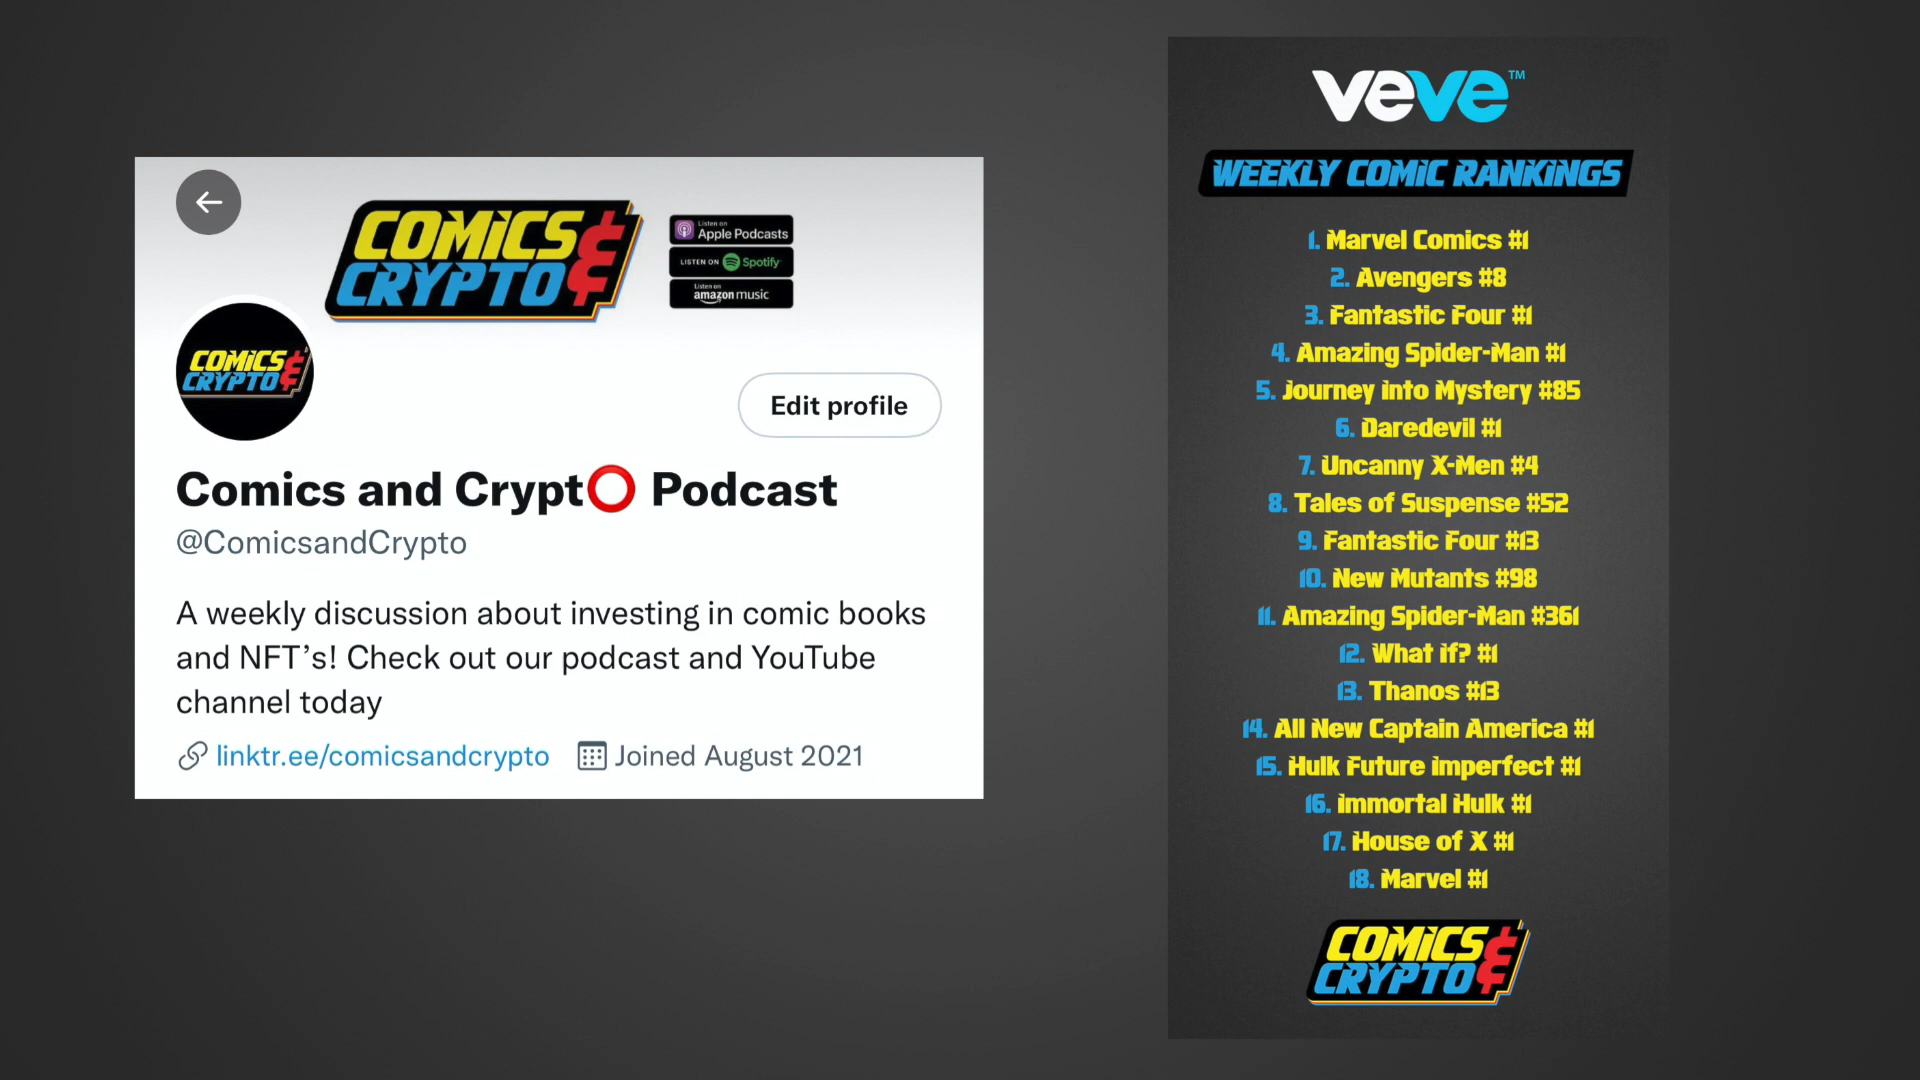 COMICS &
CRYPTO
Listen on
Apple Podcasts
LISTEN ON Spotify
Listen on
amazon music
COMICS &
CRYPTO
Edit profile
Comics and Crypt⭕ Podcast
@ComicsandCrypto
A weekly discussion about investing in comic books
and NFT’s! Check out our podcast and YouTube
channel today
linktr.ee/comicsandcrypto Joined August 2021
VEVE™
WEEKLY COMIC RANKINGS
1. Marvel Comics #1
2. Avengers #8
3. Fantastic Four #1
4. Amazing Spider-Man #1
5. Journey into Mystery #85
6. Daredevil #1
7. Uncanny X-Men #4
8. Tales of Suspense #52
9. Fantastic Four #13
10. New Mutants #98
11. Amazing Spider-Man #361
12. What if? #1
13. Thanos #13
14. All New Captain America #1
15. Hulk Future imperfect #1
16. immortal Hulk #1
17. House of X #1
18. Marvel #1
COMICS &
CRYPTO